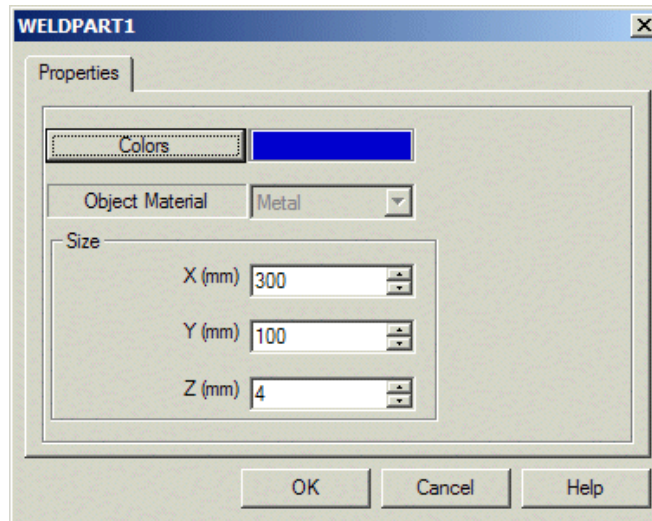 WELDPART1
Properties
Colors
Object Material Metal
Size
X (mm) 300
Y (mm) 100
Z (mm) 4
OK Cancel Help